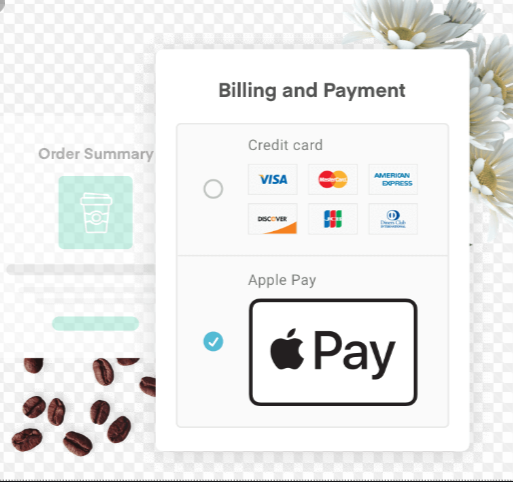 Billing and Payment
Order Summary
Credit card
VISA
MasterCard
AMERICAN
EXPRESS
DISCOVER
JCB
Diners Club
INTERNATIONAL
Apple Pay
Pay